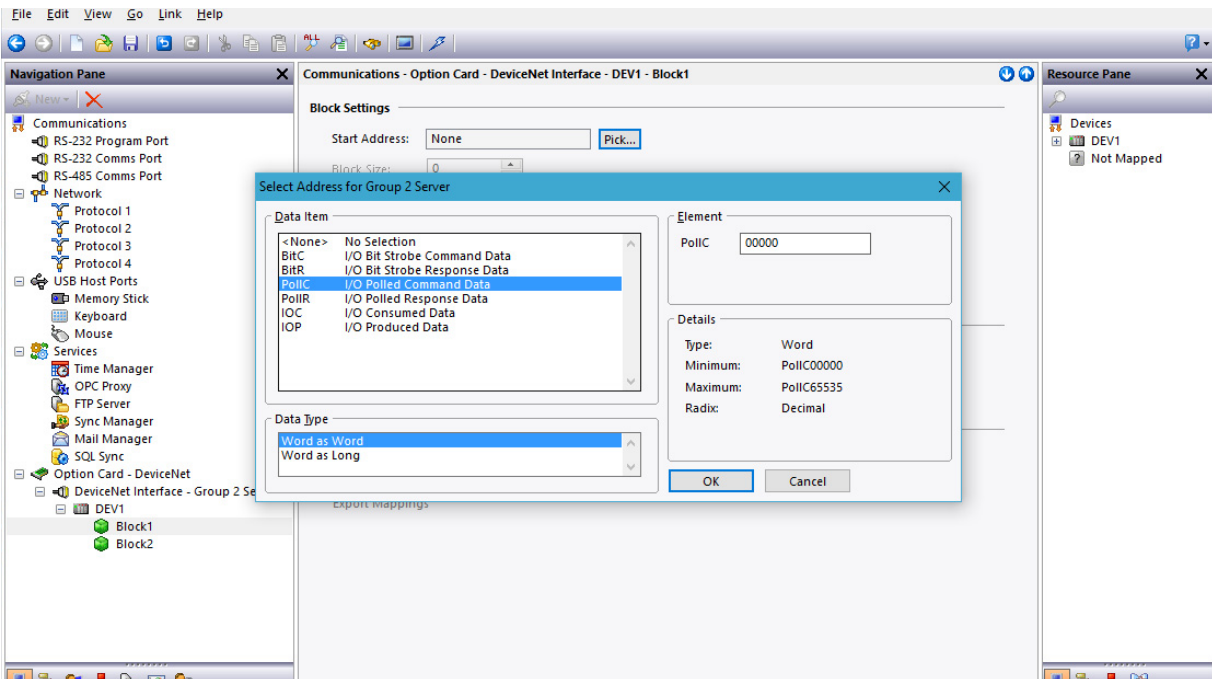 File Edit View Go Link Help
Navigation Pane
New
Communications
RS-232 Program Port
RS-232 Comms Port
RS-485 Comms Port
Network
Protocol 1
Protocol 2
Protocol 3
Protocol 4
USB Host Ports
Memory Stick
Keyboard
Mouse
Services
Time Manager
OPC Proxy
FTP Server
Sync Manager
Mail Manager
SQL Sync
Option Card - DeviceNet
DeviceNet Interface - Group 2 Se
DEV1
Block1
Block2
Communications - Option Card - DeviceNet Interface - DEV1 - Block1
Block Settings
Start Address: None Pick...
Block Size: 0
Select Address for Group 2 Server
Data Item
<None> No Selection
BitC I/O Bit Strobe Command Data
BitR I/O Bit Strobe Response Data
PollC I/O Polled Command Data
PollR I/O Polled Response Data
IOC I/O Consumed Data
IOP I/O Produced Data
Data Type
Word as Word
Word as Long
Element
PollC 00000
Details
Type: Word
Minimum: PollC00000
Maximum: PollC65535
Radix: Decimal
OK Cancel
Export Mappings
Resource Pane
Devices
DEV1
Not Mapped